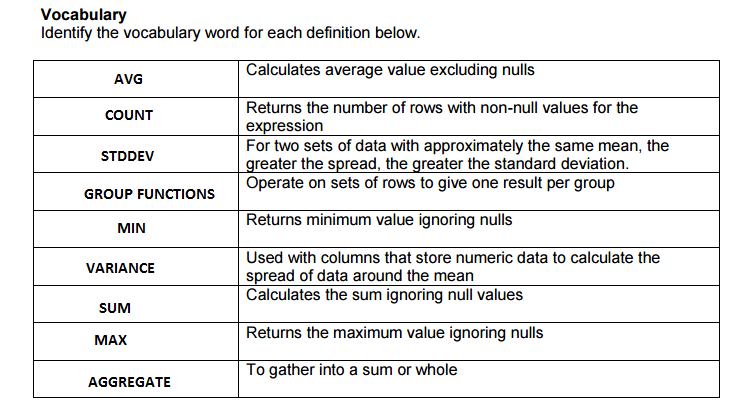 Vocabulary
Identify the vocabulary word for each definition below.
AVG
Calculates average value excluding nulls
COUNT
Returns the number of rows with non-null values for the
expression
STDDEV
For two sets of data with approximately the same mean, the
greater the spread, the greater the standard deviation.
GROUP FUNCTIONS
Operate on sets of rows to give one result per group
MIN
Returns minimum value ignoring nulls
VARIANCE
Used with columns that store numeric data to calculate the
spread of data around the mean
SUM
Calculates the sum ignoring null values
MAX
Returns the maximum value ignoring nulls
AGGREGATE
To gather into a sum or whole